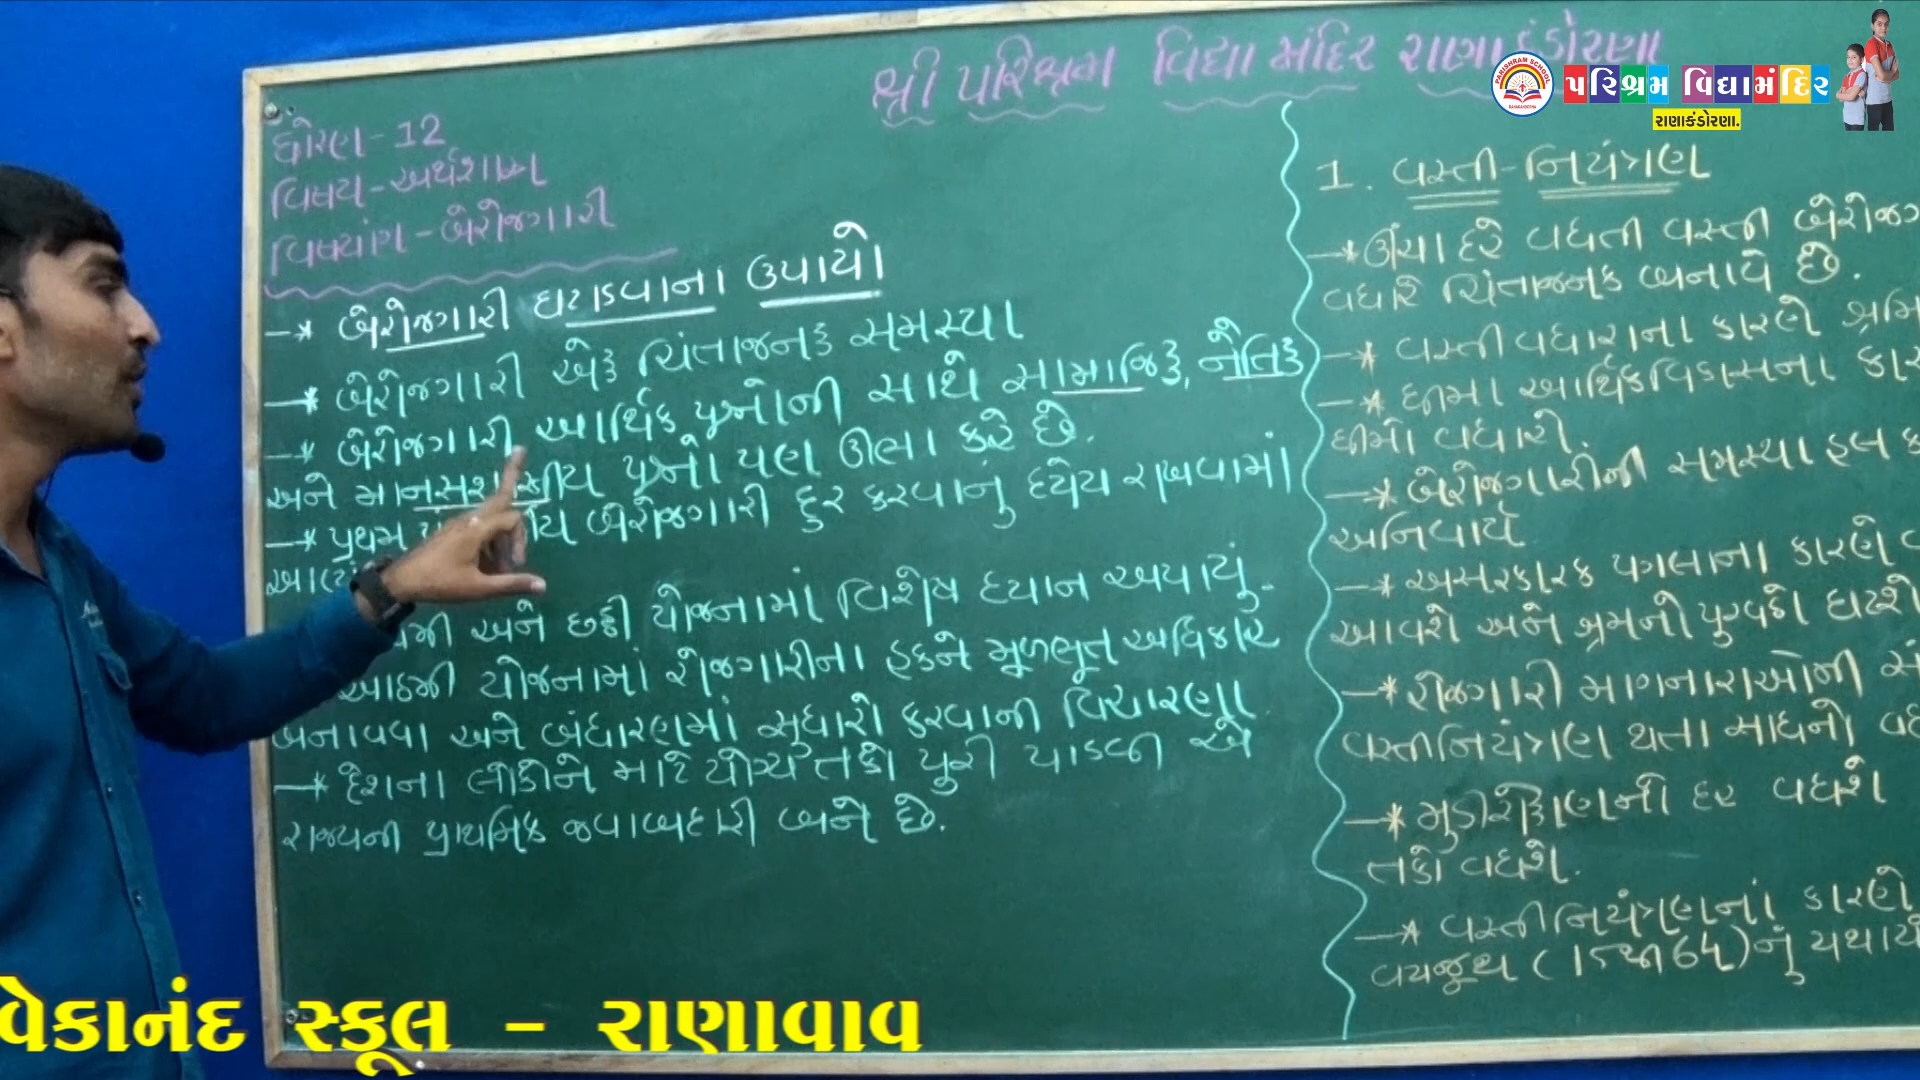 શ્રી પરિશ્રમ વિદ્યામંદિર રાણાકંડોરણા
PARISHRAM SCHOOL
પરિશ્રમ વિદ્યામંદિર
રાણાકંડોરણા.
ધોરણ - 12
વિષય - અર્થશાસ્ત્ર
વિષયાંગ - બેરોજગારી
→* બેરોજગારી ઘટાડવાના ઉપાયો
→* બેરોજગારી એક ચિંતાજનક સમસ્યા
→* બેરોજગારી આર્થિક પ્રશ્નોની સાથે સામાજિક, નૈતિક
અને માનસશાસ્ત્રીય પ્રશ્નો પણ ઊભા કરે છે.
→* પ્રથમ બેરોજગારી દુર કરવાનું ધ્યેય રાખવામાં
અને છઠ્ઠી યોજનામાં વિશેષ ધ્યાન અપાયું.
આઠમી યોજનામાં રોજગારીના હકને મૂળભૂત અધિકાર
બનાવવા અને બંધારણમાં સુધારો કરવાની વિચારણા
→* દેશના લોકોને માટે યોગ્ય તકો પુરી પાડવી એ
રાજ્યની પ્રાથમિક જવાબદારી બને છે.
1. વસ્તી-નિયંત્રણ
→* ઊંચા દરે વધતી વસ્તી
વધારે ચિંતાજનક બનાવે છે.
→* વસ્તીવધારાના કારણે
→* ધીમા આર્થિકવિકાસના
ધીમો વધારો.
→* બેરોજગારીની સમસ્યા હલ
અનિવાર્ય
→* અસરકારક પગલાના કારણે
આવશે અને શ્રમનો પુરવઠો ઘટશે
→* રોજગારી માગનારાઓની
વસ્તીનિયંત્રણ થતા સાધનો
→* મુડીરોકાણનો દર વધશે
તકો વધશે.
→* વસ્તીનિયંત્રણનાં કારણે
વયજૂથ (15થી64)નું
વેકાનંદ સ્કૂલ - રાણાવાવ